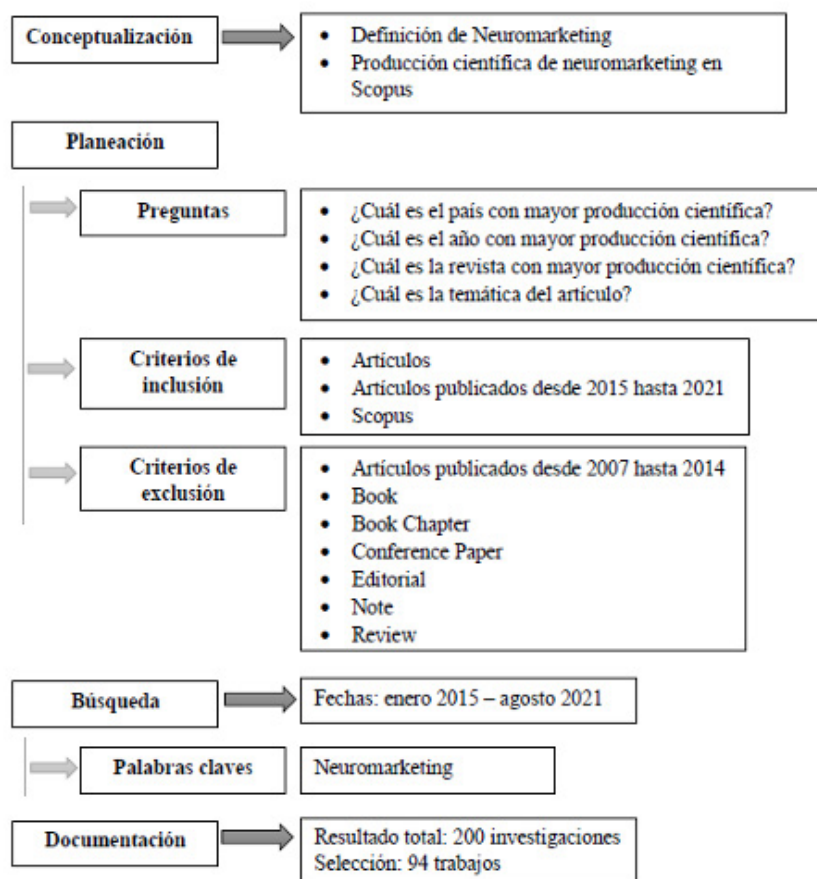 Conceptualización
• Definición de Neuromarketing
• Producción científica de neuromarketing en
Scopus
Planeación
Preguntas
• ¿Cuál es el país con mayor producción científica?
• ¿Cuál es el año con mayor producción científica?
• ¿Cuál es la revista con mayor producción científica?
• ¿Cuál es la temática del artículo?
Criterios de
inclusión
• Artículos
• Artículos publicados desde 2015 hasta 2021
• Scopus
Criterios de
exclusión
• Artículos publicados desde 2007 hasta 2014
• Book
• Book Chapter
• Conference Paper
• Editorial
• Note
• Review
Búsqueda
Fechas: enero 2015 – agosto 2021
Palabras claves
Neuromarketing
Documentación
Resultado total: 200 investigaciones
Selección: 94 trabajos